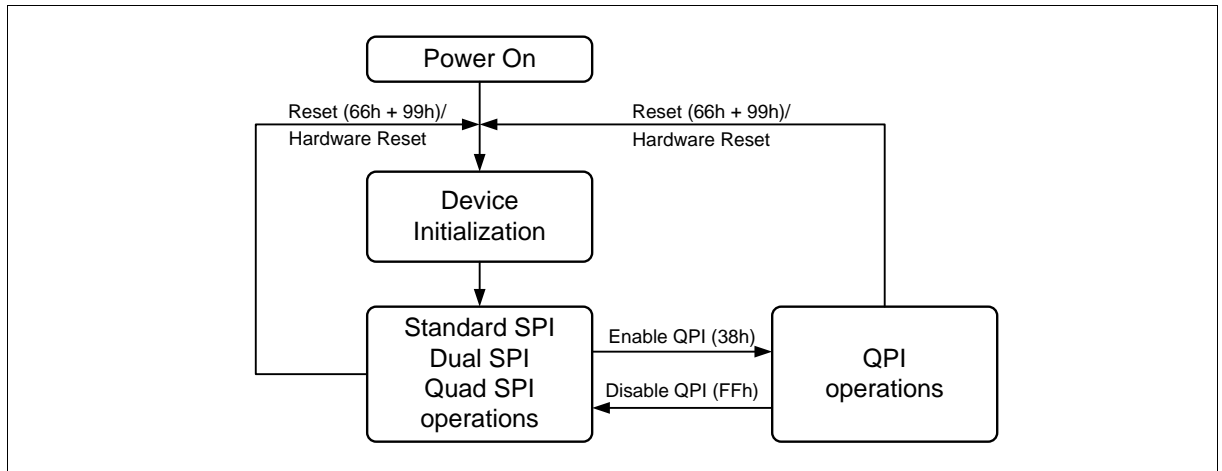 Power On
Reset (66h + 99h)/
Hardware Reset
Reset (66h + 99h)/
Hardware Reset
Device
Initialization
Standard SPI
Dual SPI
Quad SPI
operations
Enable QPI (38h)
Disable QPI (FFh)
QPI
operations